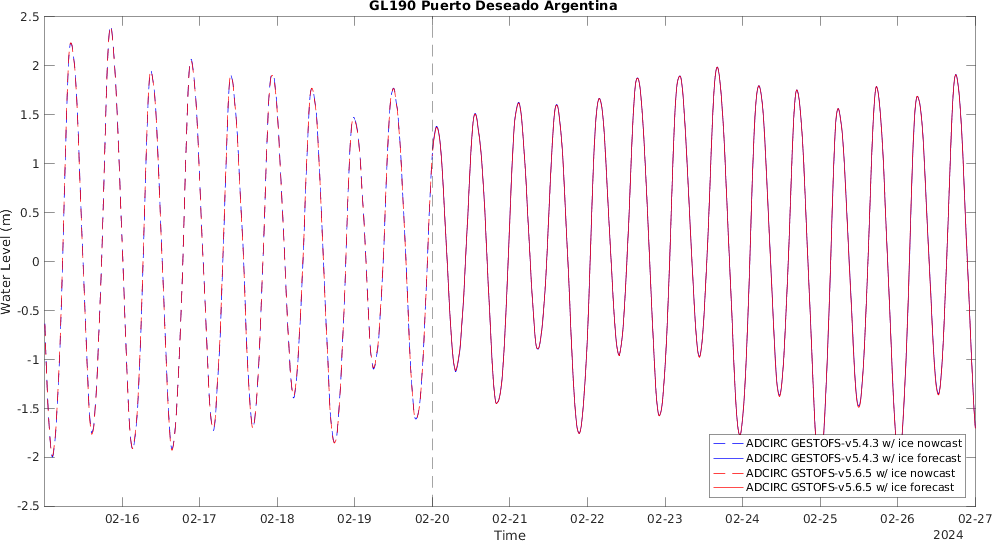 GL190 Puerto Deseado Argentina
2.5
2
1.5
1
0.5
0
-0.5
-1
-1.5
-2
-2.5
Water Level (m)
ADCIRC GESTOFS-v5.4.3 w/ ice nowcast
ADCIRC GESTOFS-v5.4.3 w/ ice forecast
ADCIRC GSTOFS-v5.6.5 w/ ice nowcast
ADCIRC GSTOFS-v5.6.5 w/ ice forecast
02-16 02-17 02-18 02-19 02-20 02-21 02-22 02-23 02-24 02-25 02-26 02-27
Time
2024